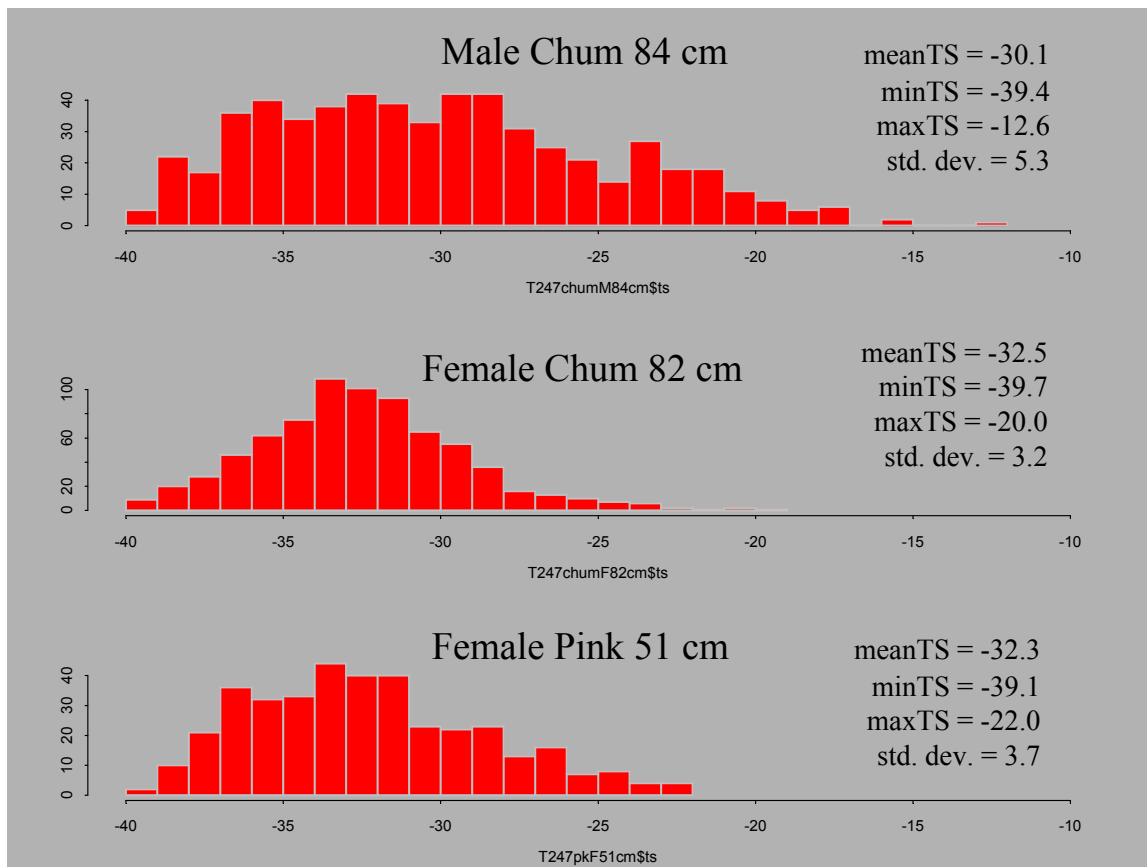 Male Chum 84 cm
meanTS = -30.1
minTS = -39.4
maxTS = -12.6
std. dev. = 5.3
40
30
20
10
0
-40 -35 -30 -25 -20 -15 -10
T247chumM84cm$ts
Female Chum 82 cm
meanTS = -32.5
minTS = -39.7
maxTS = -20.0
std. dev. = 3.2
100
60
20
0
-40 -35 -30 -25 -20 -15 -10
T247chumF82cm$ts
Female Pink 51 cm
meanTS = -32.3
minTS = -39.1
maxTS = -22.0
std. dev. = 3.7
40
30
20
10
0
-40 -35 -30 -25 -20 -15 -10
T247pkF51cm$ts